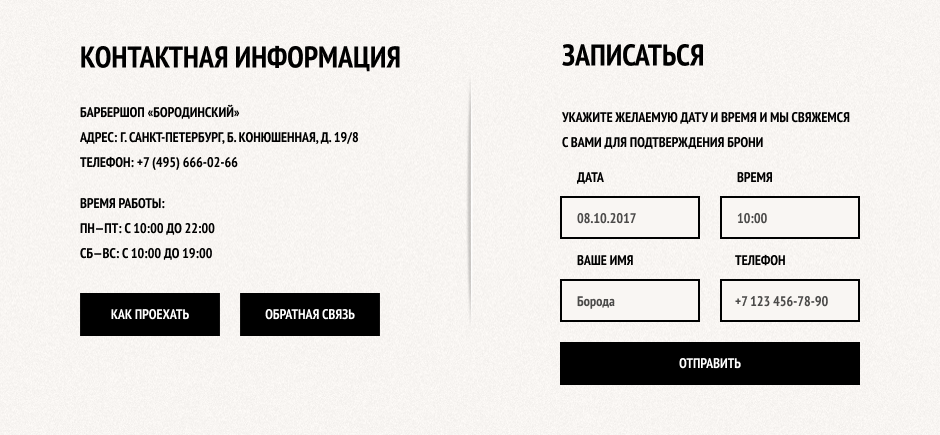 КОНТАКТНАЯ ИНФОРМАЦИЯ
БАРБЕРШОП «БОРОДИНСКИЙ»
АДРЕС: Г. САНКТ-ПЕТЕРБУРГ, Б. КОНЮШЕННАЯ, Д. 19/8
ТЕЛЕФОН: +7 (495) 666-02-66
ВРЕМЯ РАБОТЫ:
ПН—ПТ: С 10:00 ДО 22:00
СБ—ВС: С 10:00 ДО 19:00
КАК ПРОЕХАТЬ
ОБРАТНАЯ СВЯЗЬ
ЗАПИСАТЬСЯ
УКАЖИТЕ ЖЕЛАЕМУЮ ДАТУ И ВРЕМЯ И МЫ СВЯЖЕМСЯ
С ВАМИ ДЛЯ ПОДТВЕРЖДЕНИЯ БРОНИ
ДАТА
ВРЕМЯ
08.10.2017
10:00
ВАШЕ ИМЯ
ТЕЛЕФОН
Борода
+7 123 456-78-90
ОТПРАВИТЬ